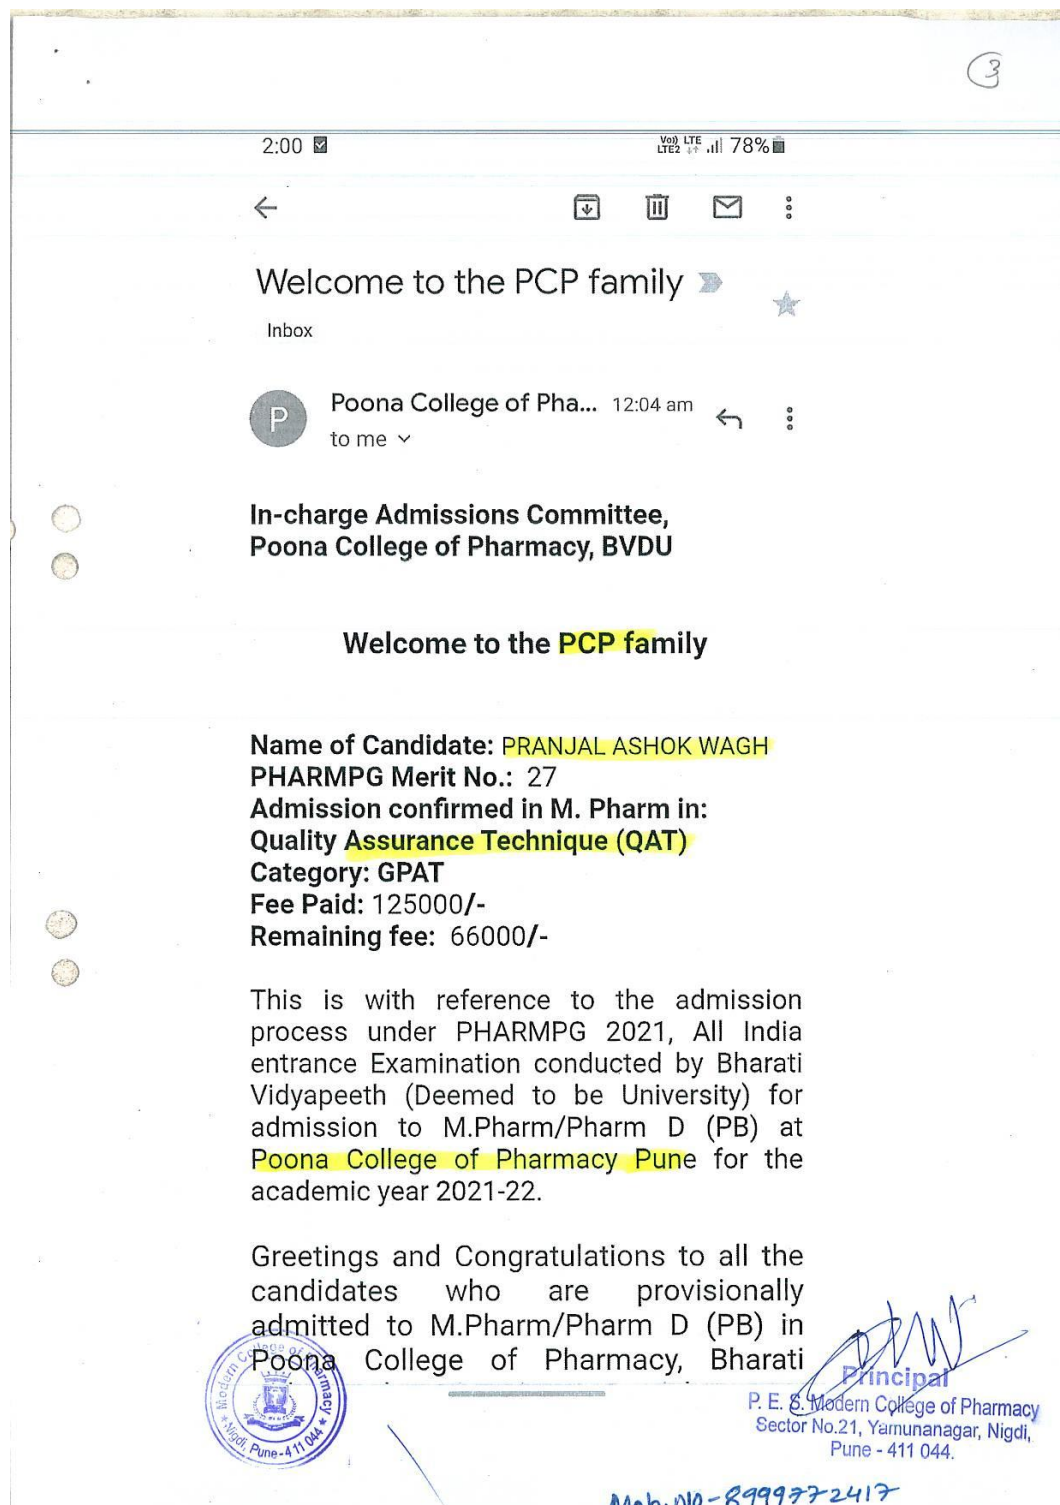 3
2:00 Vo)) LTE LTE2 78%
Welcome to the PCP family
Inbox
P Poona College of Pha... 12:04 am
to me
In-charge Admissions Committee,
Poona College of Pharmacy, BVDU
Welcome to the PCP family
Name of Candidate: PRANJAL ASHOK WAGH
PHARMPG Merit No.: 27
Admission confirmed in M. Pharm in:
Quality Assurance Technique (QAT)
Category: GPAT
Fee Paid: 125000/-
Remaining fee: 66000/-
This is with reference to the admission
process under PHARMPG 2021, All India
entrance Examination conducted by Bharati
Vidyapeeth (Deemed to be University) for
admission to M.Pharm/Pharm D (PB) at
Poona College of Pharmacy Pune for the
academic year 2021-22.
Greetings and Congratulations to all the
candidates who are provisionally
admitted to M.Pharm/Pharm D (PB) in
Poona College of Pharmacy, Bharati
Modern College of Pharmacy
Nigdi, Pune-411 044
Principal
P. E. S. Modern College of Pharmacy
Sector No.21, Yamunanagar, Nigdi,
Pune - 411 044.
Mob. No - 8999772417